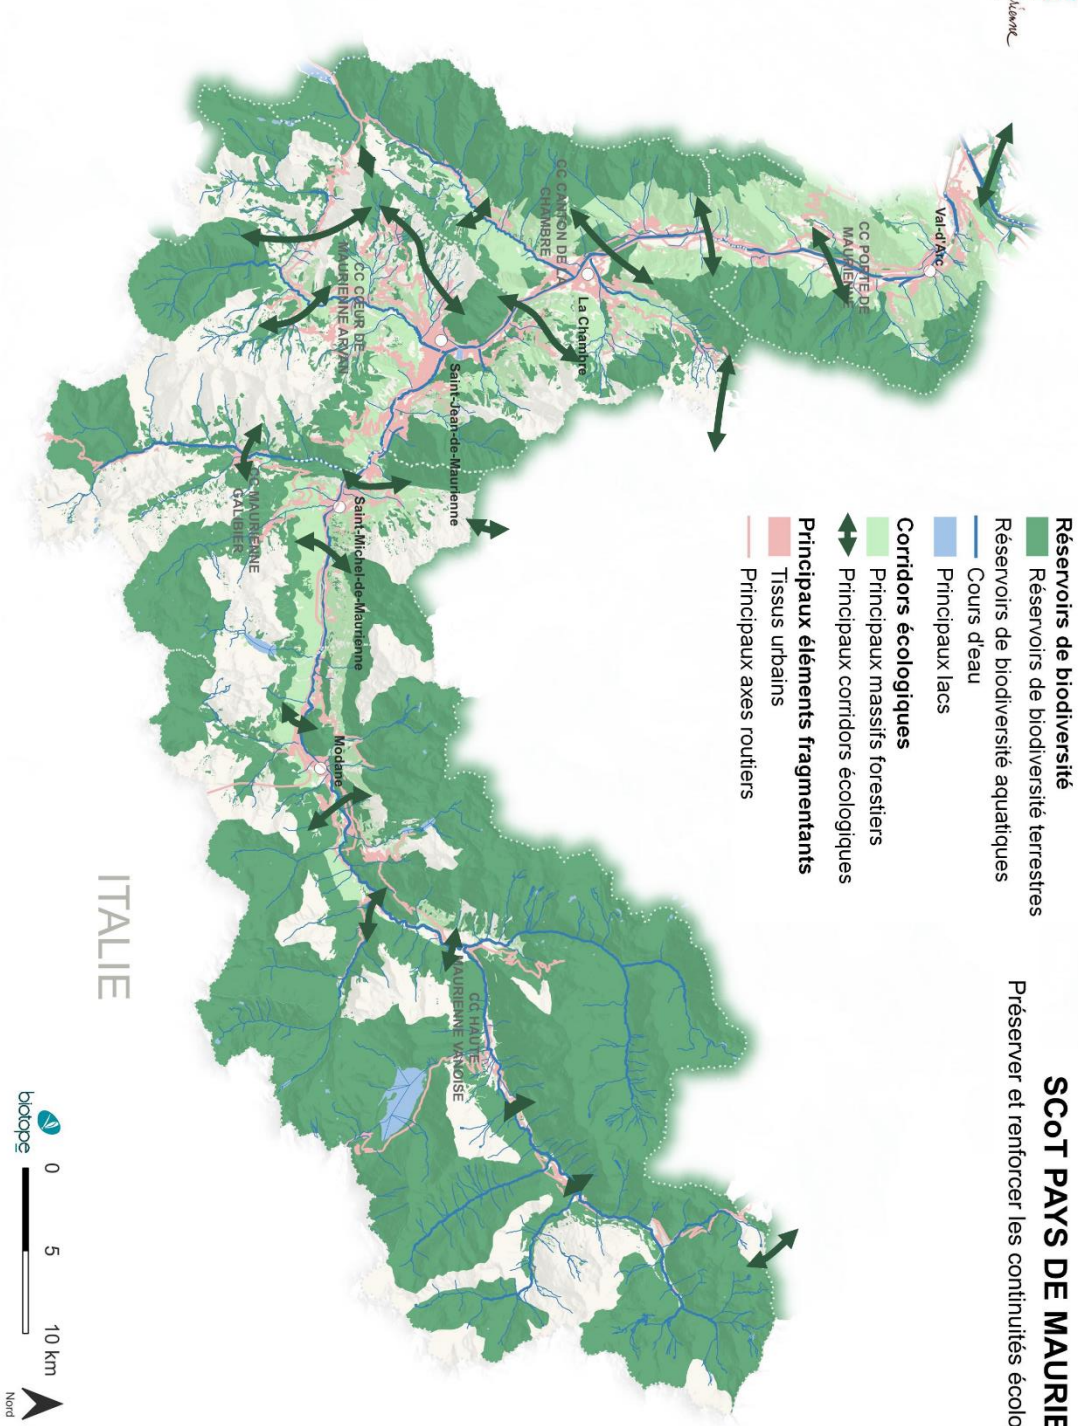 SCoT PAYS DE MAURIE
Préserver et renforcer les continuités écolo
Réservoirs de biodiversité
Réservoirs de biodiversité terrestres
Réservoirs de biodiversité aquatiques
Cours d'eau
Principaux lacs
Corridors écologiques
Principaux massifs forestiers
Principaux corridors écologiques
Principaux éléments fragmentants
Tissus urbains
Principaux axes routiers
Val-d'Arc
CC PORTE DE
MAURIENNE
CC CANTON DE LA
CHAMBRE
La Chambre
CC CŒUR DE
MAURIENNE ARVAN
Saint-Jean-de-Maurienne
CC MAURIENNE
GALIBIER
Saint-Michel-de-Maurienne
Modane
CC HAUTE
MAURIENNE VANOISE
ITALIE
biotope
0 5 10 km
Nord